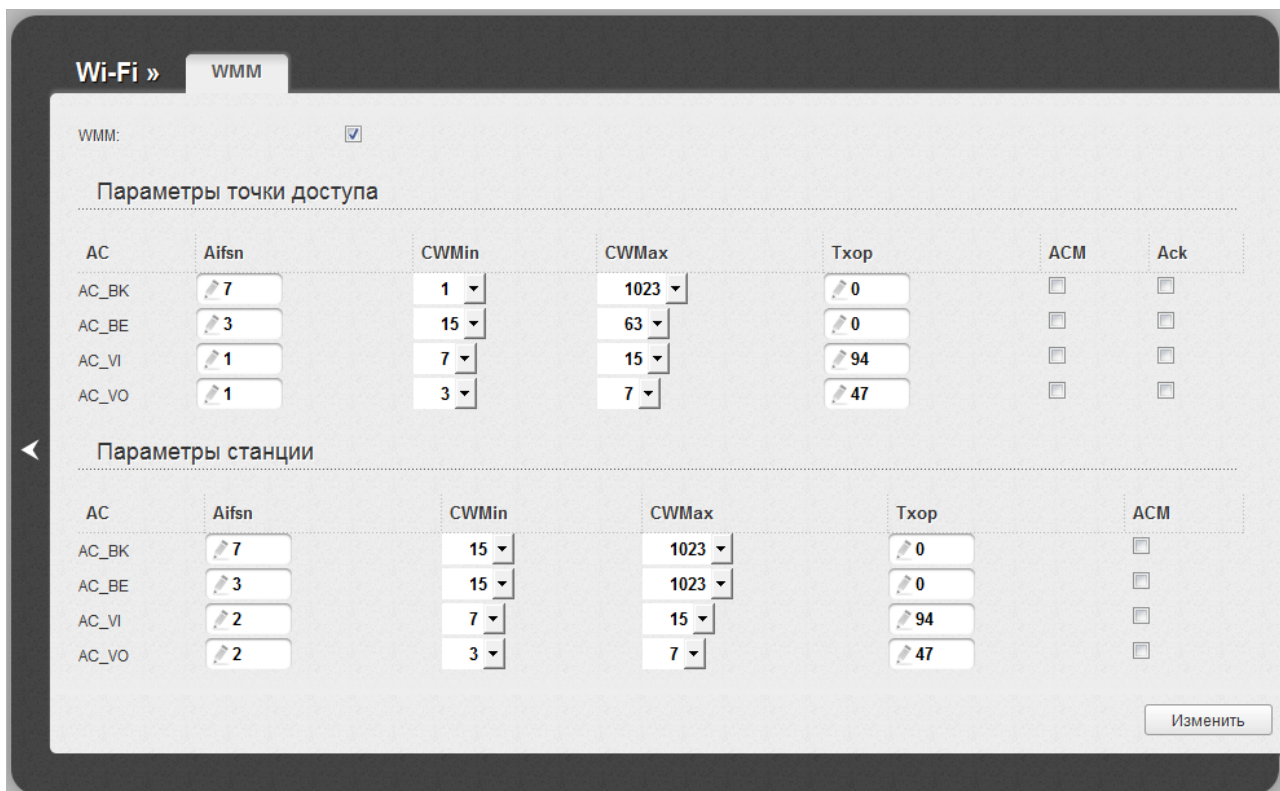 Wi-Fi » WMM
WMM:
Параметры точки доступа
AC Aifsn CWMin CWMax Txop ACM Ack
AC_BK 7 1 1023 0
AC_BE 3 15 63 0
AC_VI 1 7 15 94
AC_VO 1 3 7 47
Параметры станции
AC Aifsn CWMin CWMax Txop ACM
AC_BK 7 15 1023 0
AC_BE 3 15 1023 0
AC_VI 2 7 15 94
AC_VO 2 3 7 47
Изменить